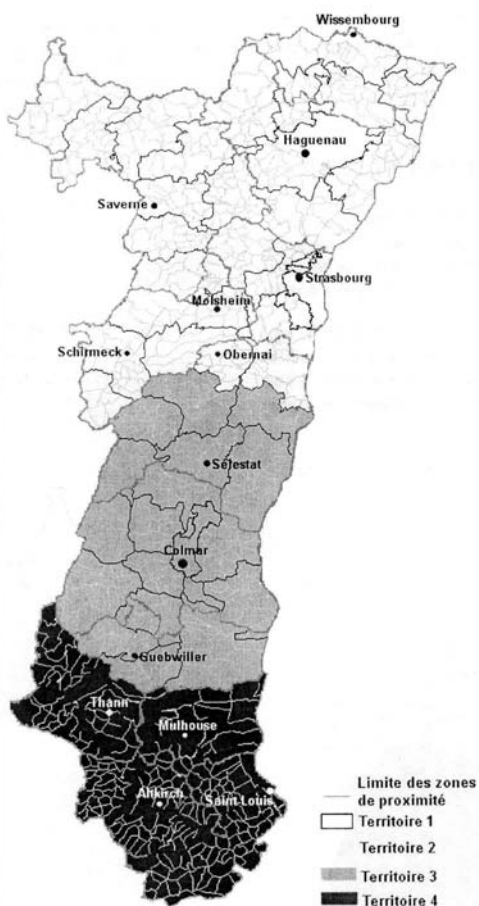 Wissembourg
Haguenau
Saverne
Strasbourg
Molsheim
Schirmeck
Obernai
Sélestat
Colmar
Guebwiller
Thann
Mulhouse
Altkirch
Saint-Louis
Limite des zones
de proximité
Territoire 1
Territoire 2
Territoire 3
Territoire 4